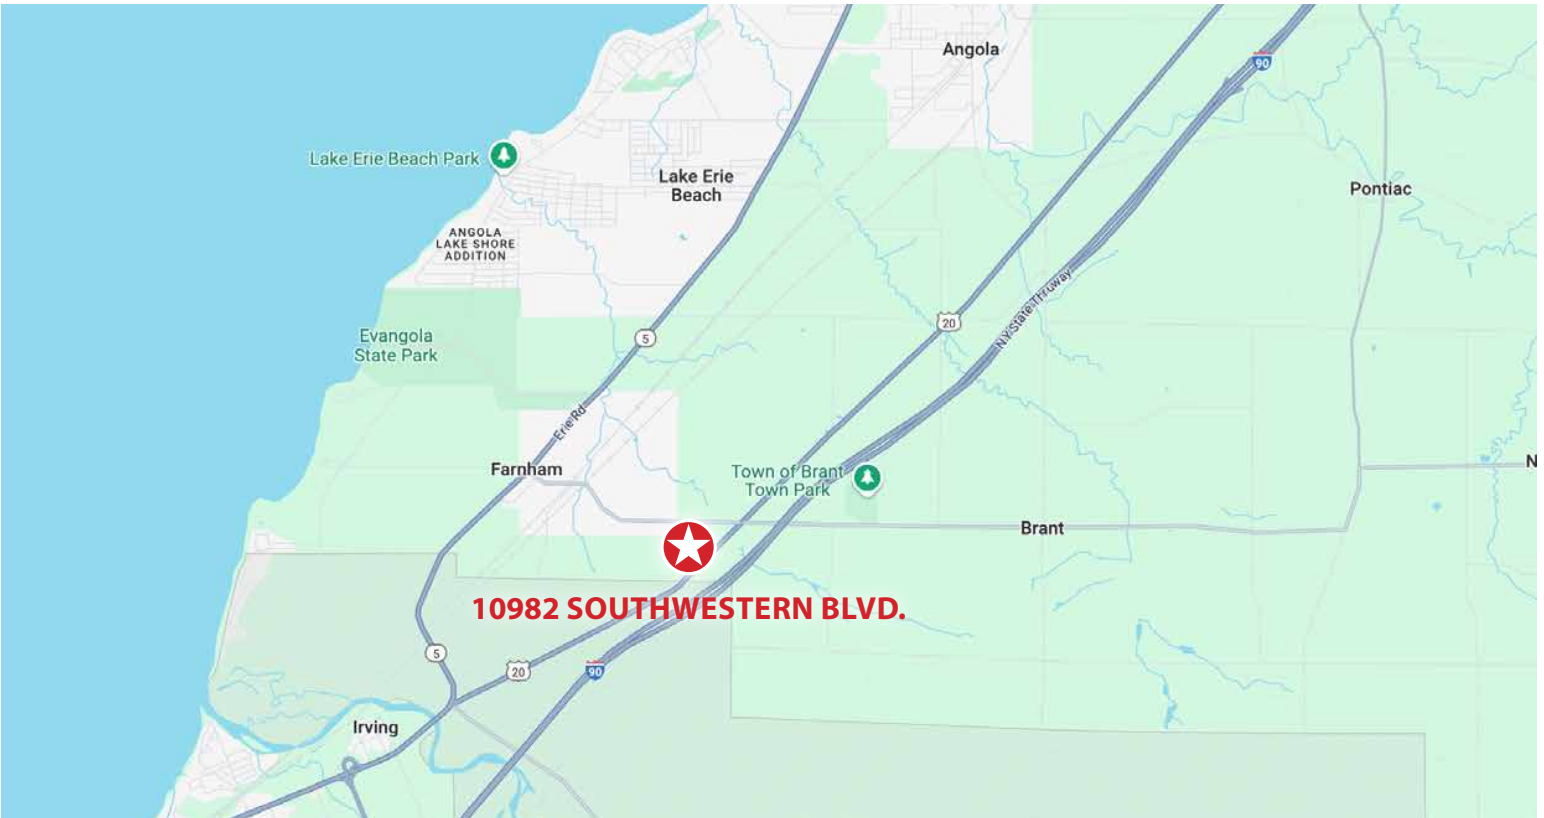 Angola
90
Lake Erie Beach Park
Lake Erie
Beach
Pontiac
ANGOLA
LAKE SHORE
ADDITION
N.Y. State Thruway
20
Evangola
State Park
5
Erie Rd
Farnham
Town of Brant
Town Park
N
Brant
10982 SOUTHWESTERN BLVD.
5
20
90
Irving